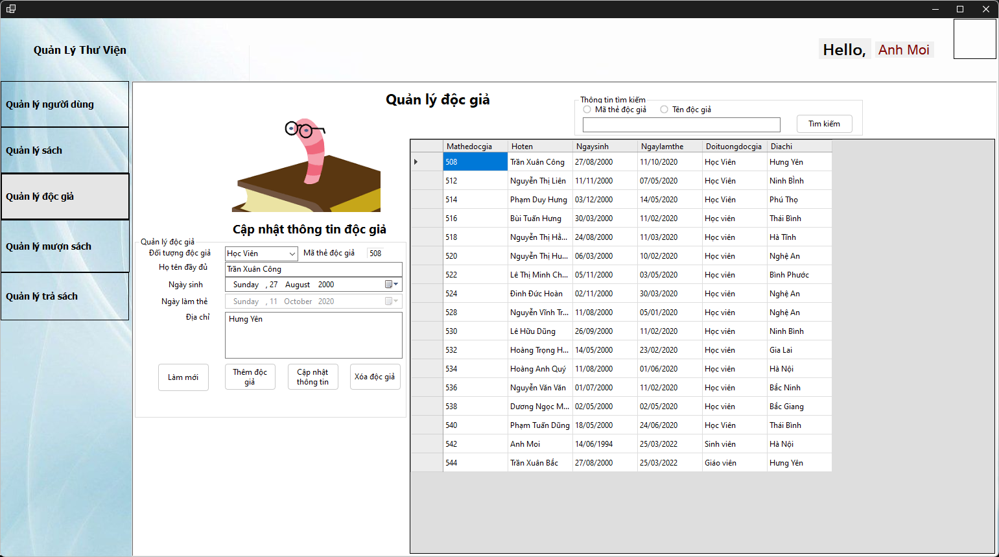 Quản Lý Thư Viện
Hello, Anh Moi
Quản lý người dùng
Quản lý sách
Quản lý độc giả
Quản lý mượn sách
Quản lý trả sách
Quản lý độc giả
Thông tin tìm kiếm
Mã thẻ độc giả Tên độc giả
Tìm kiếm
Cập nhật thông tin độc giả
Quản lý độc giả
Đối tượng độc giả Học Viên Mã thẻ độc giả 508
Họ tên đầy đủ Trần Xuân Công
Ngày sinh Sunday , 27 August 2000
Ngày làm thẻ Sunday , 11 October 2020
Địa chỉ Hưng Yên
Làm mới
Thêm độc
giả
Cập nhật
thông tin
Xóa độc giả
Mathedocgia Hoten Ngaysinh Ngaylamthe Doituongdocgia Diachi
508 Trần Xuân Công 27/08/2000 11/10/2020 Học Viên Hưng Yên
512 Nguyễn Thị Liên 11/11/2000 07/05/2020 Học Viên Ninh BÌnh
514 Phạm Duy Hưng 03/12/2000 14/05/2020 Học Viên Phú Thọ
516 Bùi Tuấn Hưng 30/03/2000 11/02/2020 Học viên Thái Bình
518 Nguyễn Thị Hằ... 24/08/2000 11/03/2020 Học viên Hà Tĩnh
520 Nguyễn Thị Hu... 06/03/2000 10/02/2020 Học viên Nghệ An
522 Lê Thị Minh Ch... 05/11/2000 03/05/2020 Học viên Bình Phước
524 Đinh Đức Hoàn 02/11/2000 30/03/2020 Học viên Nghệ An
528 Nguyễn Vĩnh Tr... 11/08/2000 05/01/2020 Học viên Nghệ An
530 Lê Hữu Dũng 26/09/2000 11/02/2020 Học viên Ninh Bình
532 Hoàng Trọng H... 14/05/2000 23/02/2020 Học viên Gia Lai
534 Hoàng Anh Quý 11/08/2000 01/06/2020 Học viên Hà Nội
536 Nguyễn Văn Văn 01/07/2000 11/02/2020 Học viên Bắc Ninh
538 Dương Ngọc M... 02/05/2000 02/05/2020 Học viên Bắc Giang
540 Phạm Tuấn Dũng 18/05/2000 24/06/2020 Học Viên Thái Bình
542 Anh Moi 14/06/1994 25/03/2022 Sinh viên Hà Nội
544 Trần Xuân Bắc 27/08/2000 25/03/2022 Giáo viên Hưng Yên